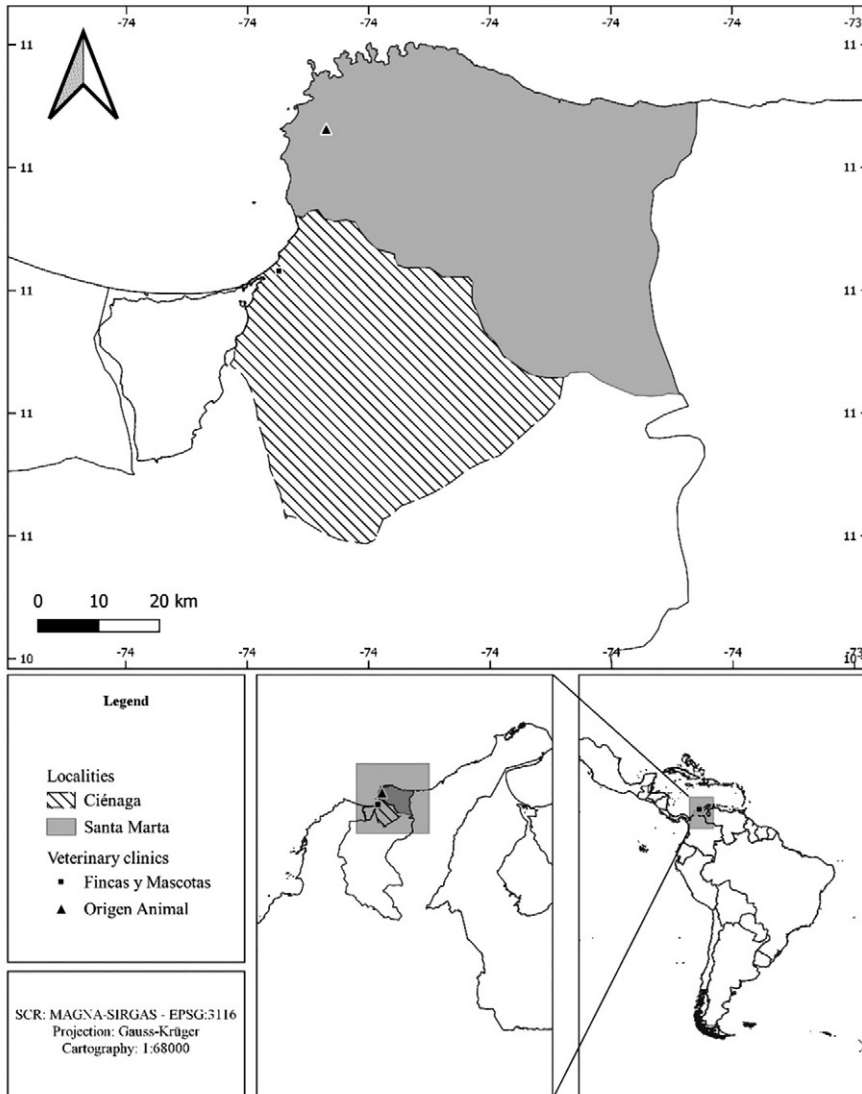 -74 -74 -74 -74 -74 -74 -73
11 11
11 11
11 11
11 11
11 11
0 10 20 km
10 10
-74 -74 -74 -74 -74 -73
Legend
Localities
Ciénaga
Santa Marta
Veterinary clinics
Fincas y Mascotas
Origen Animal
SCR: MAGNA-SIRGAS - EPSG:3116
Projection: Gauss-Krüger
Cartography: 1:68000